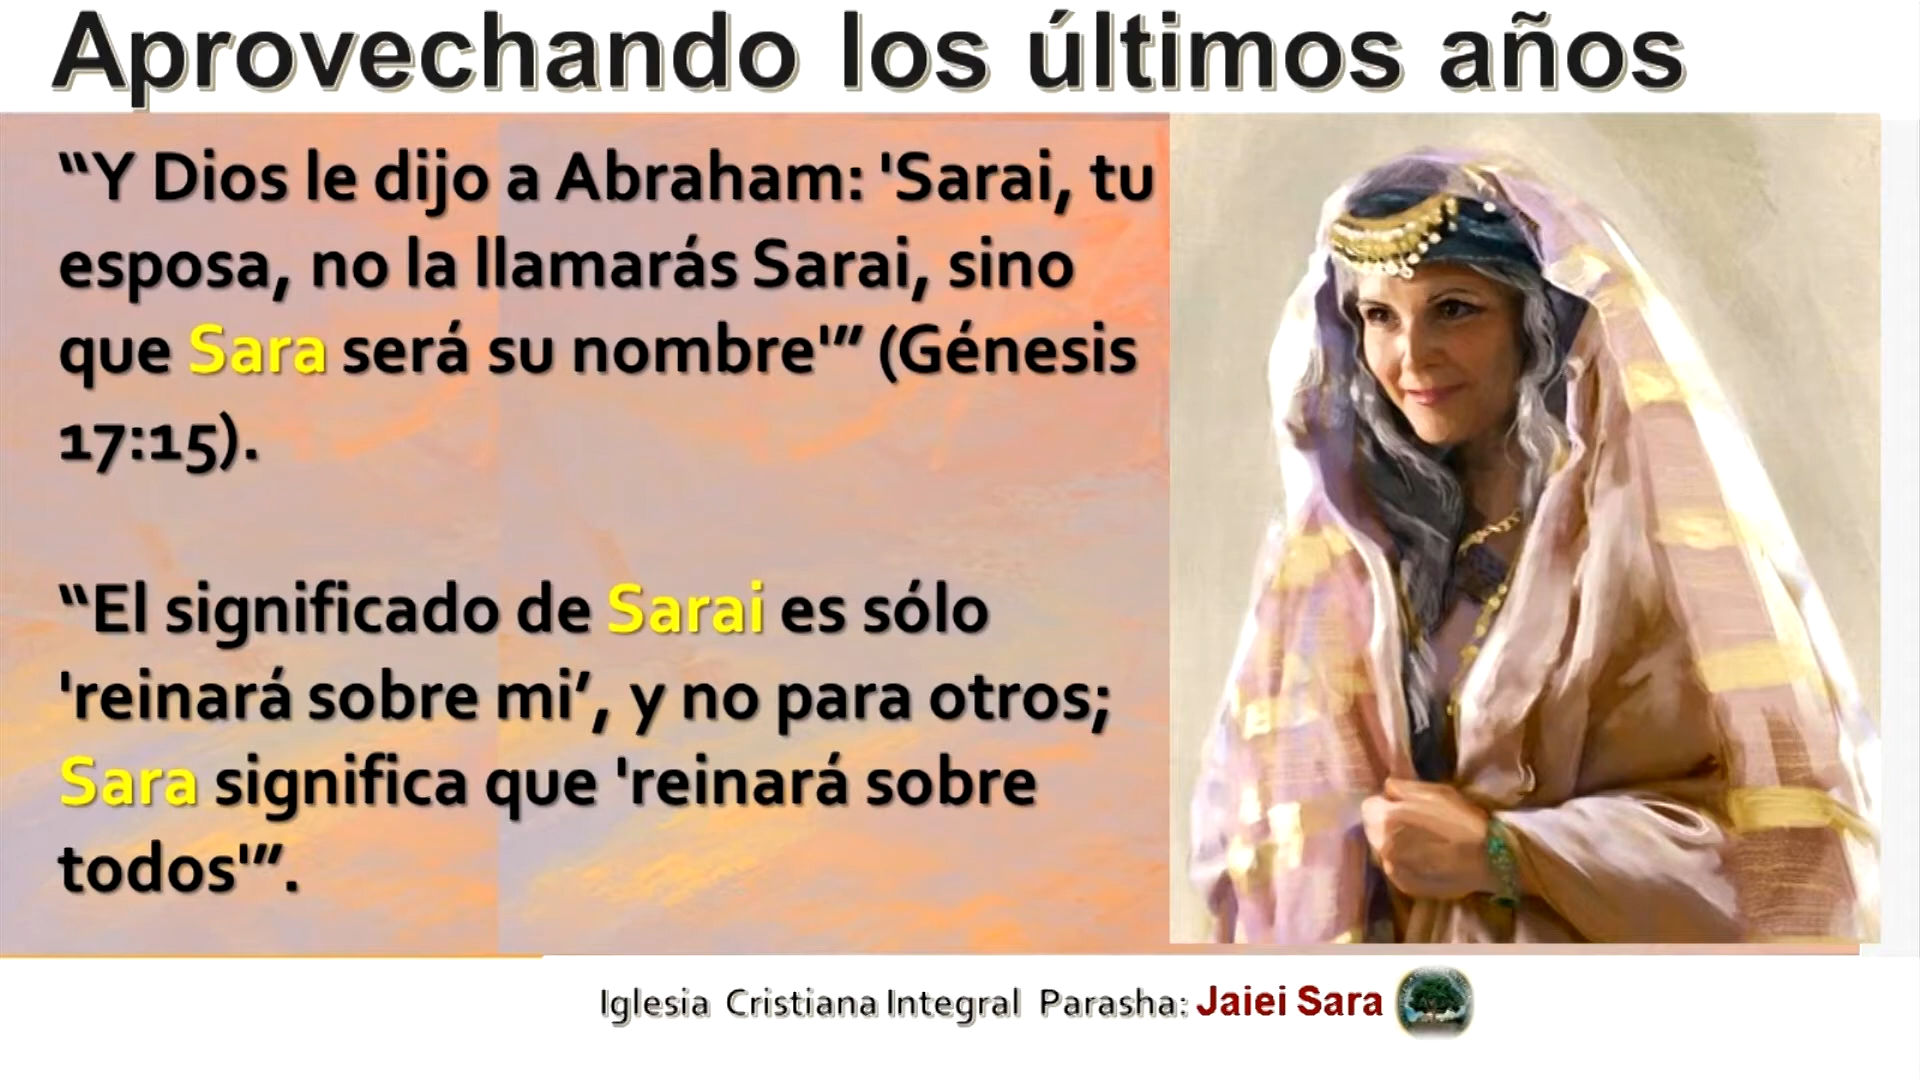 Aprovechando los últimos años
“Y Dios le dijo a Abraham: 'Sarai, tu
esposa, no la llamarás Sarai, sino
que Sara será su nombre'” (Génesis
17:15).
“El significado de Sarai es sólo
'reinará sobre mi’, y no para otros;
Sara significa que 'reinará sobre
todos'”.
Iglesia Cristiana Integral Parasha: Jaiei Sara